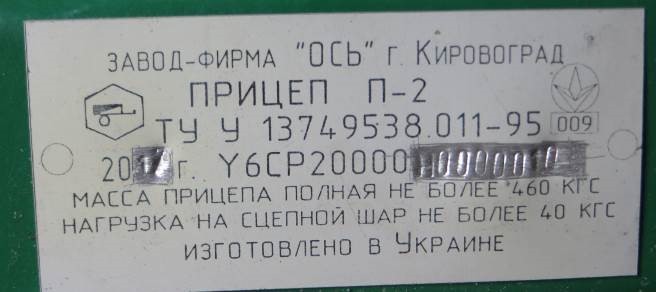 ЗАВОД-ФИРМА "ОСЬ" г. КИРОВОГРАД
ПРИЦЕП П-2
ТУ У 13749538.011-95 009
г.
МАССА ПРИЦЕПА ПОЛНАЯ НЕ БОЛЕЕ 460 КГС
НАГРУЗКА НА СЦЕПНОЙ ШАР НЕ БОЛЕЕ 40 КГС
ИЗГОТОВЛЕНО В УКРАИНЕ